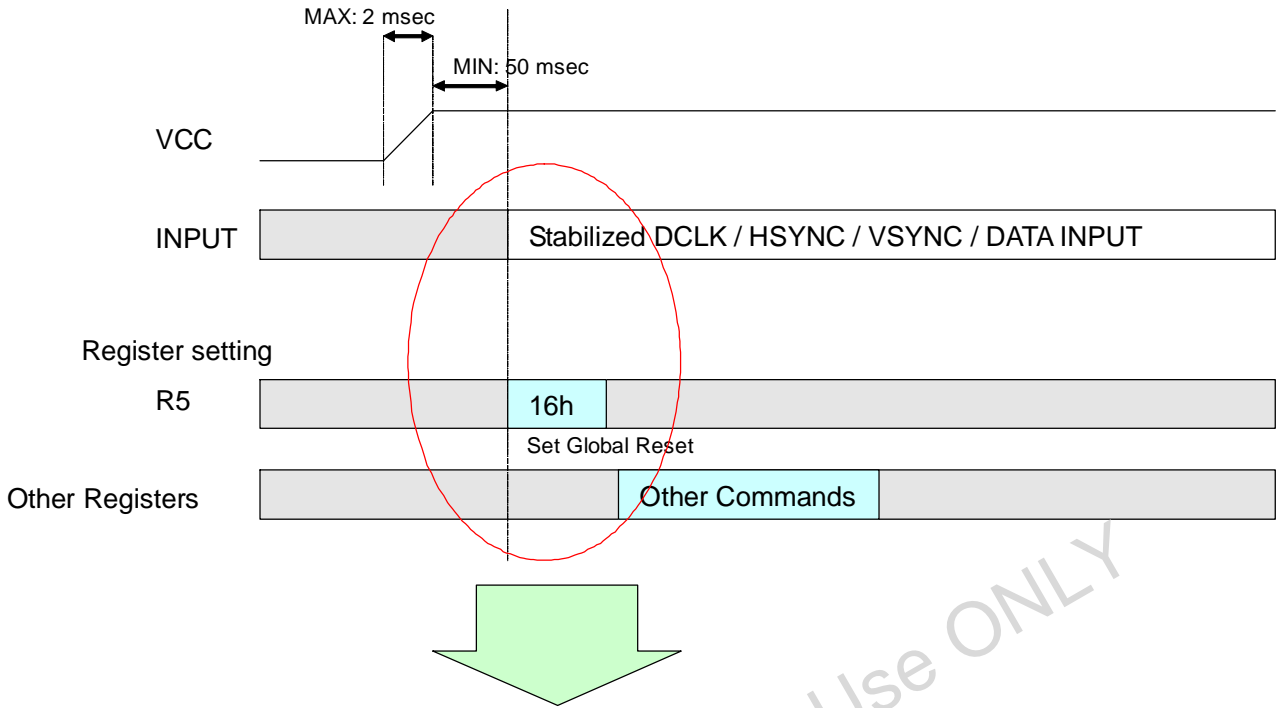 MAX: 2 msec
MIN: 50 msec
VCC
INPUT
Stabilized DCLK / HSYNC / VSYNC / DATA INPUT
Register setting
R5
16h
Set Global Reset
Other Registers
Other Commands
Use ONLY